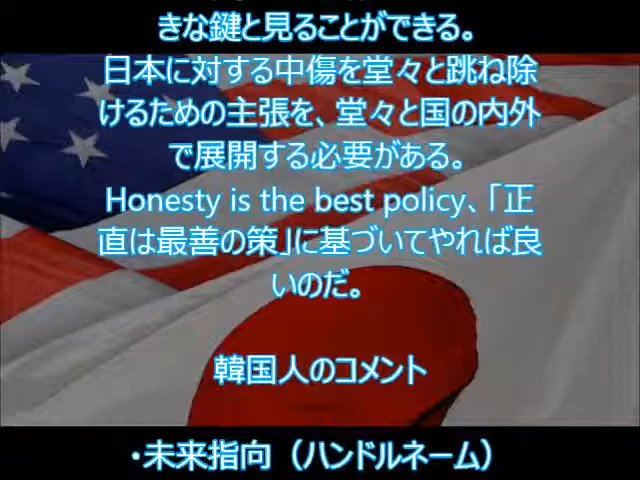 きな鍵と見ることができる。
日本に対する中傷を堂々と跳ね除
けるための主張を、堂々と国の内外
で展開する必要がある。
Honesty is the best policy、「正
直は最善の策」に基づいてやれば良
いのだ。
韓国人のコメント
・未来指向（ハンドルネーム）